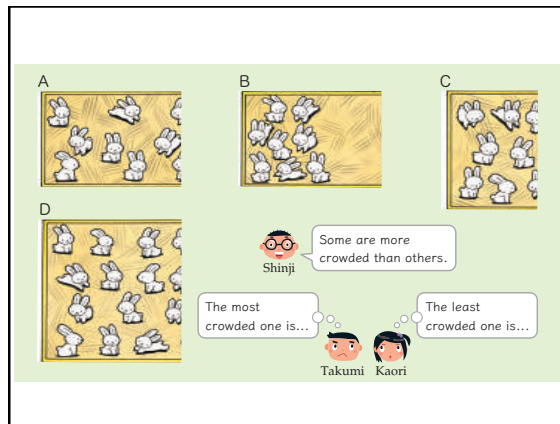 A
B
C
D
Some are more
crowded than others.
Shinji
The most
crowded one is...
The least
crowded one is...
Takumi
Kaori